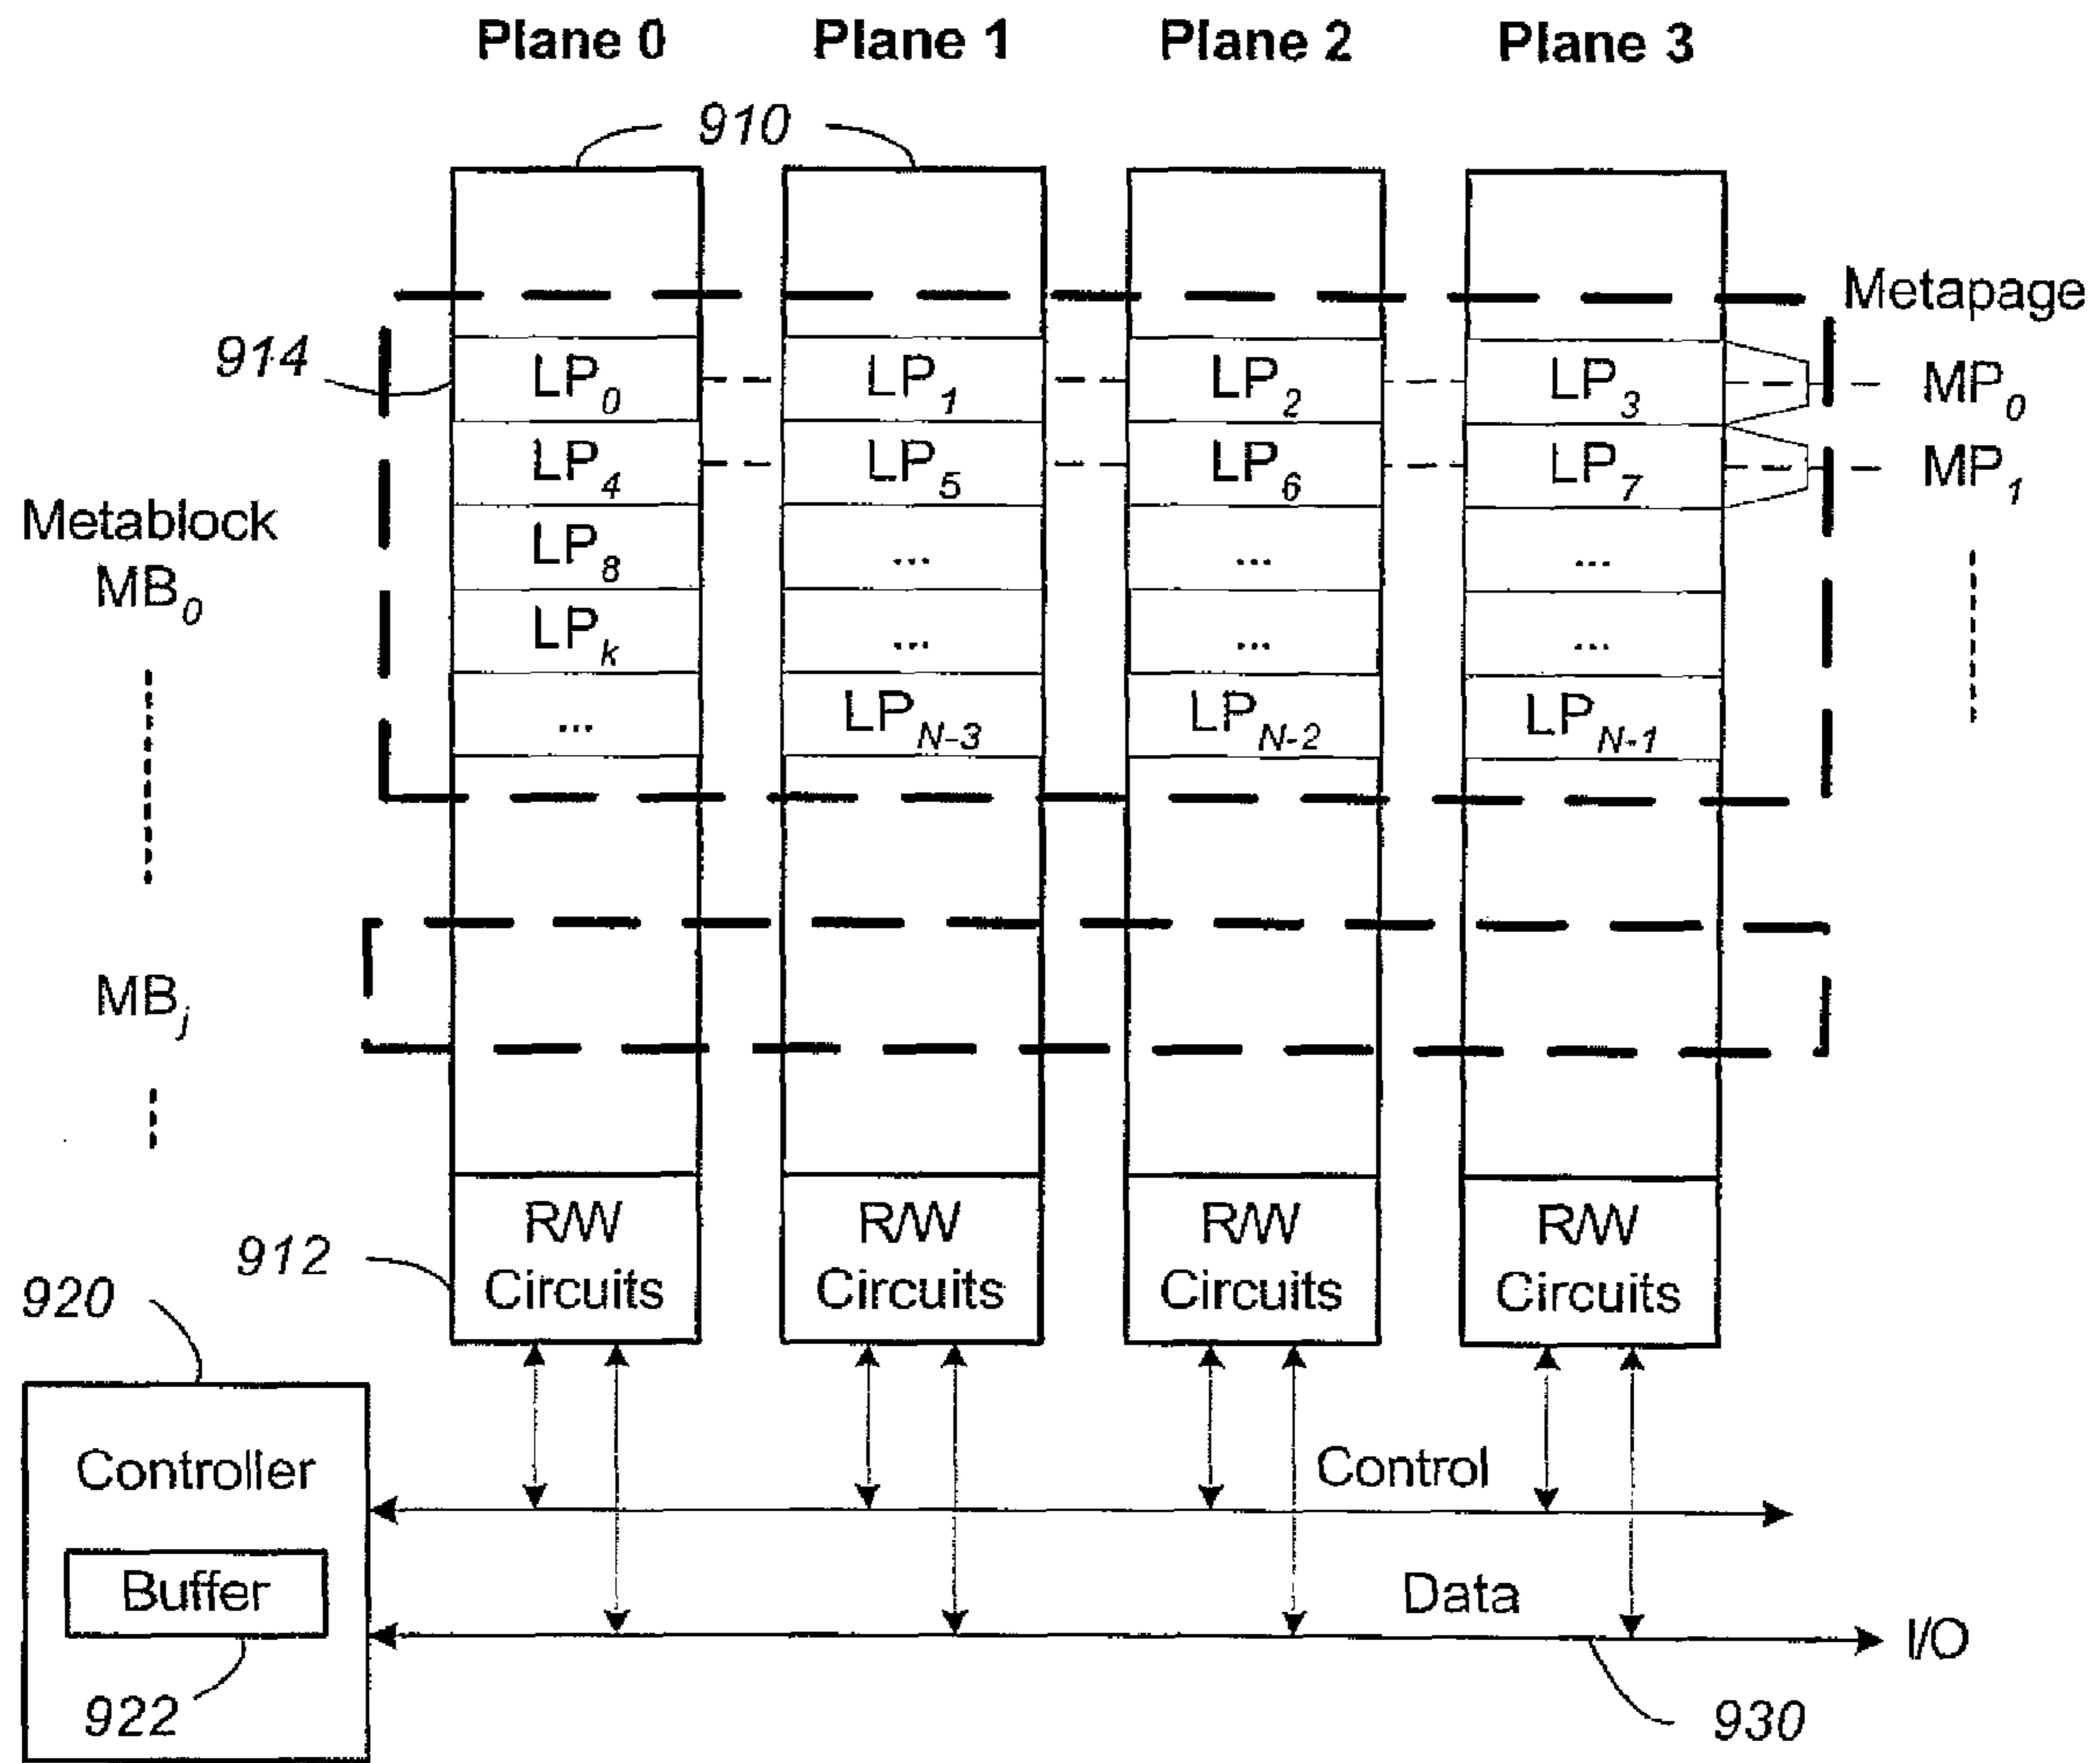 Plane 0 Plane 1 Plane 2 Plane 3
910
Metapage
914
LP0 LP1 LP2 LP3 MP0
LP4 LP5 LP6 LP7 MP1
Metablock
MB0
LP8 ... ... ...
LPk ... ... ...
... LPN-3 LPN-2 LPN-1
MBj
R/W Circuits
R/W Circuits
R/W Circuits
R/W Circuits
912
920
Controller
Control
Buffer
Data
I/O
922
930